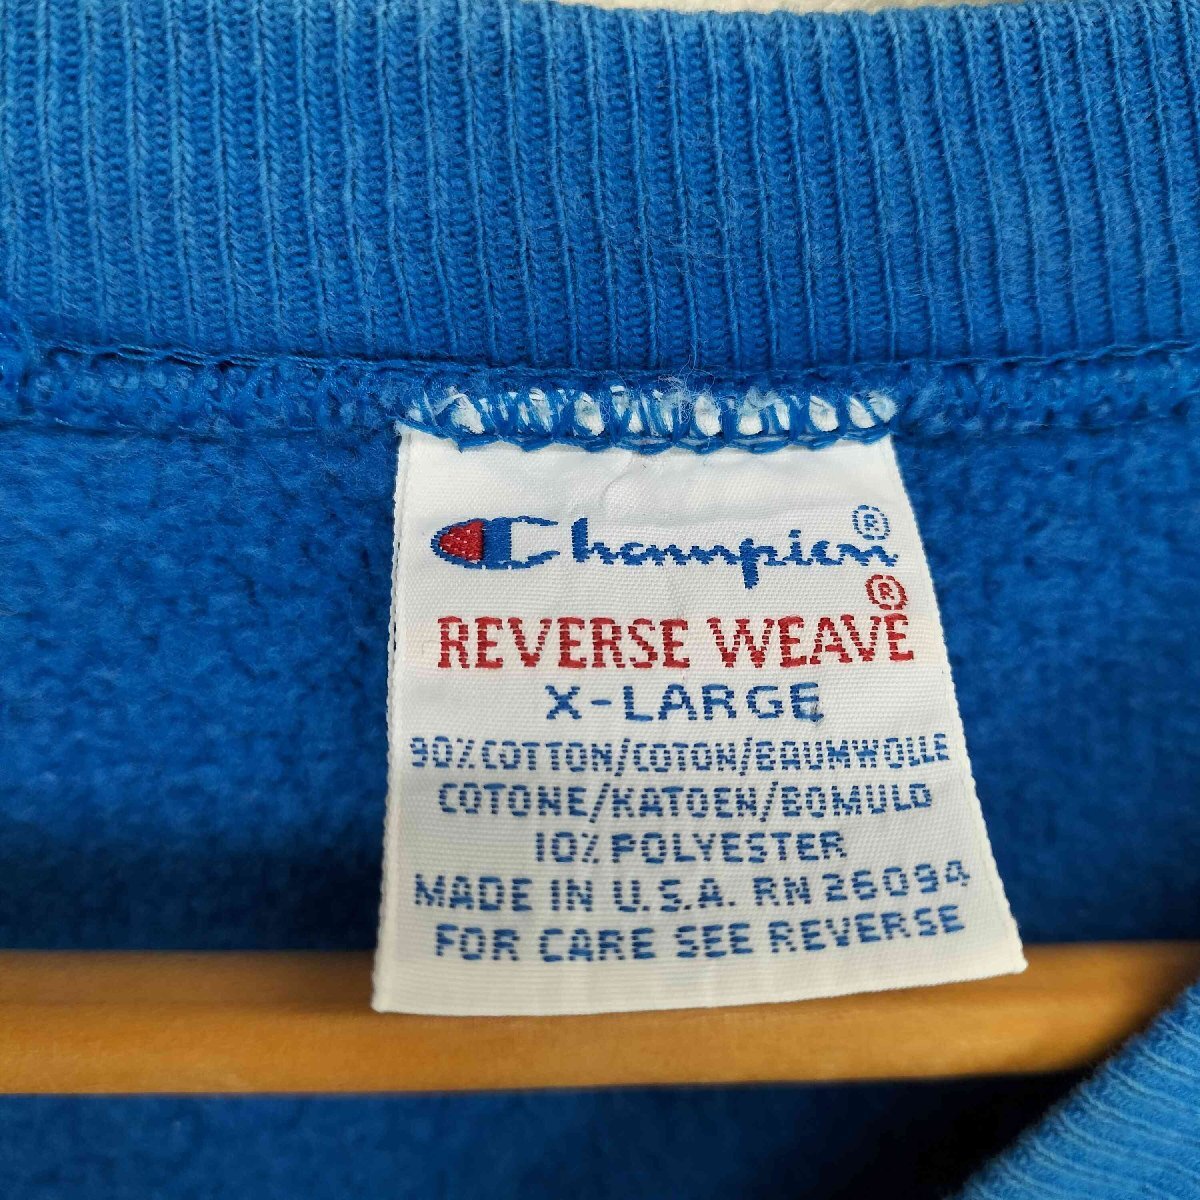 Champion®
REVERSE WEAVE®
X-LARGE
90% COTTON/COTON/BAUMWOLLE
COTONE/KATOEN/BOMULD
10% POLYESTER
MADE IN U.S.A. RN 26094
FOR CARE SEE REVERSE